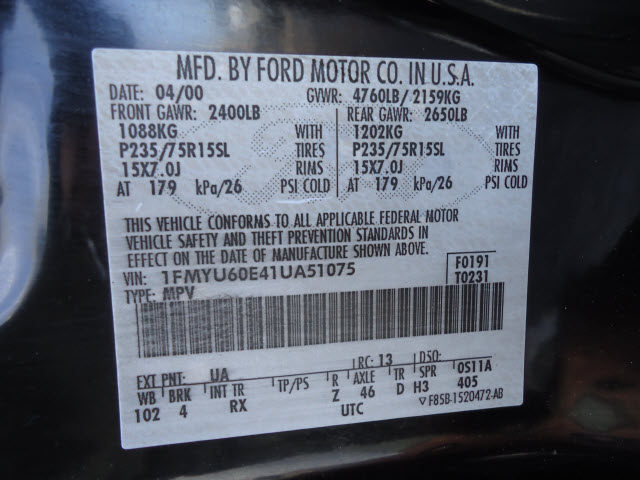 MFD. BY FORD MOTOR CO. IN U.S.A.
DATE: 04/00 GVWR: 4760LB/ 2159KG
FRONT GAWR: 2400LB REAR GAWR: 2650LB
1088KG WITH 1202KG WITH
P235/75R15SL TIRES P235/75R15SL TIRES
15X7.0J RIMS 15X7.0J RIMS
AT 179 kPa/26 PSI COLD AT 179 kPa/26 PSI COLD
THIS VEHICLE CONFORMS TO ALL APPLICABLE FEDERAL MOTOR
VEHICLE SAFETY AND THEFT PREVENTION STANDARDS IN
EFFECT ON THE DATE OF MANUFACTURE SHOWN ABOVE.
VIN: 1FMYU60E41UA51075 F0191
TYPE: MPV T0231
EXT PNT: UA RC: 13 DSO:
WB BRK INT TR TP/PS R AXLE TR SPR OS11A
102 4 RX Z 46 D H3 405
UTC ▽ F85B-1520472-AB